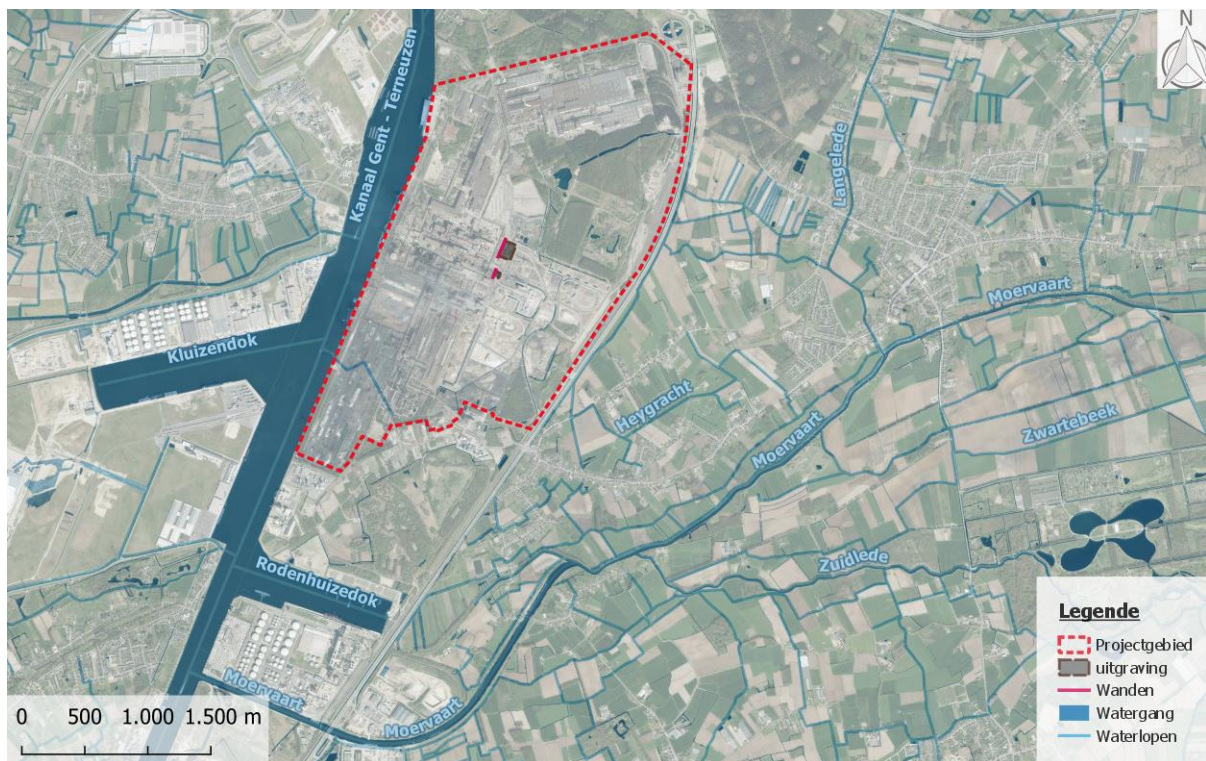 N
Kanaal Gent - Terneuzen
Langelede
Moervaart
Kluizendok
Heygracht
Moervaart
Zwartebeek
Zuidlede
Rodenhuizedok
Moervaart
Moervaart
0 500 1.000 1.500 m
Legende
Projectgebied
uitgraving
Wanden
Watergang
Waterlopen